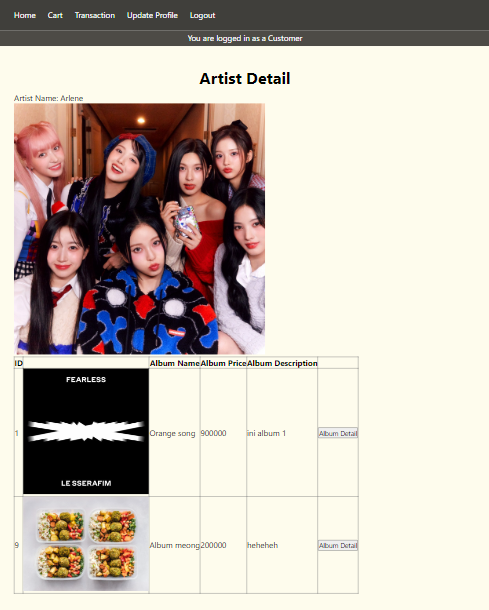 Home Cart Transaction Update Profile Logout
You are logged in as a Customer
Artist Detail
Artist Name: Arlene
ID Album Name Album Price Album Description
FEARLESS
1 Orange song 900000 ini album 1 Album Detail
LE SSERAFIM
9 Album meong 200000 heheheh Album Detail